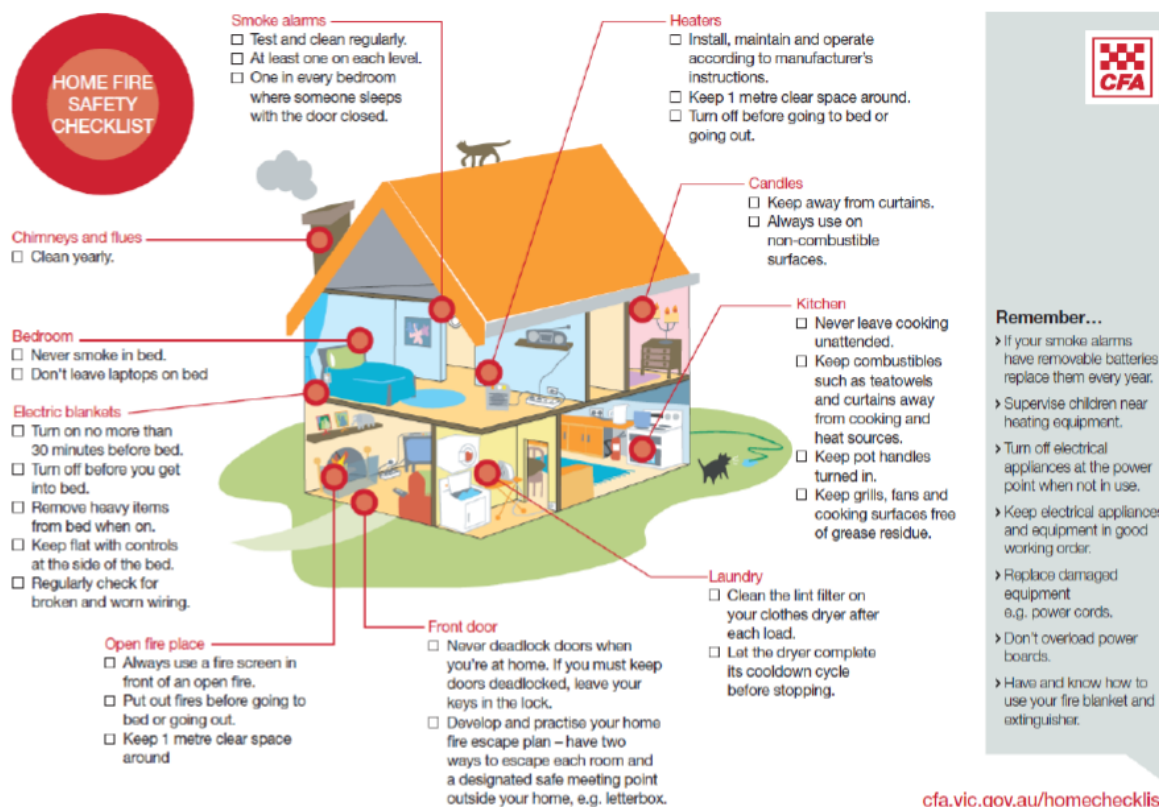 HOME FIRE
SAFETY
CHECKLIST
Smoke alarms
Test and clean regularly.
At least one on each level.
One in every bedroom
where someone sleeps
with the door closed.
Heaters
Install, maintain and operate
according to manufacturer's
instructions.
Keep 1 metre clear space around.
Turn off before going to bed or
going out.
CFA
Candles
Keep away from curtains.
Always use on
non-combustible
surfaces.
Chimneys and flues
Clean yearly.
Bedroom
Never smoke in bed.
Don't leave laptops on bed
Electric blankets
Turn on no more than
30 minutes before bed.
Turn off before you get
into bed.
Remove heavy items
from bed when on.
Keep flat with controls
at the side of the bed.
Regularly check for
broken and worn wiring.
Kitchen
Never leave cooking
unattended.
Keep combustibles
such as teatowels
and curtains away
from cooking and
heat sources.
Keep pot handles
turned in.
Keep grills, fans and
cooking surfaces free
of grease residue.
Open fire place
Always use a fire screen in
front of an open fire.
Put out fires before going to
bed or going out.
Keep 1 metre clear space
around
Front door
Never deadlock doors when
you're at home. If you must keep
doors deadlocked, leave your
keys in the lock.
Develop and practise your home
fire escape plan – have two
ways to escape each room and
a designated safe meeting point
outside your home, e.g. letterbox.
Laundry
Clean the lint filter on
your clothes dryer after
each load.
Let the dryer complete
its cooldown cycle
before stopping.
Remember...
If your smoke alarms
have removable batteries
replace them every year.
Supervise children near
heating equipment.
Turn off electrical
appliances at the power
point when not in use.
Keep electrical appliances
and equipment in good
working order.
Replace damaged
equipment
e.g. power cords.
Don't overload power
boards.
Have and know how to
use your fire blanket and
extinguisher.
cfa.vic.gov.au/homechecklis